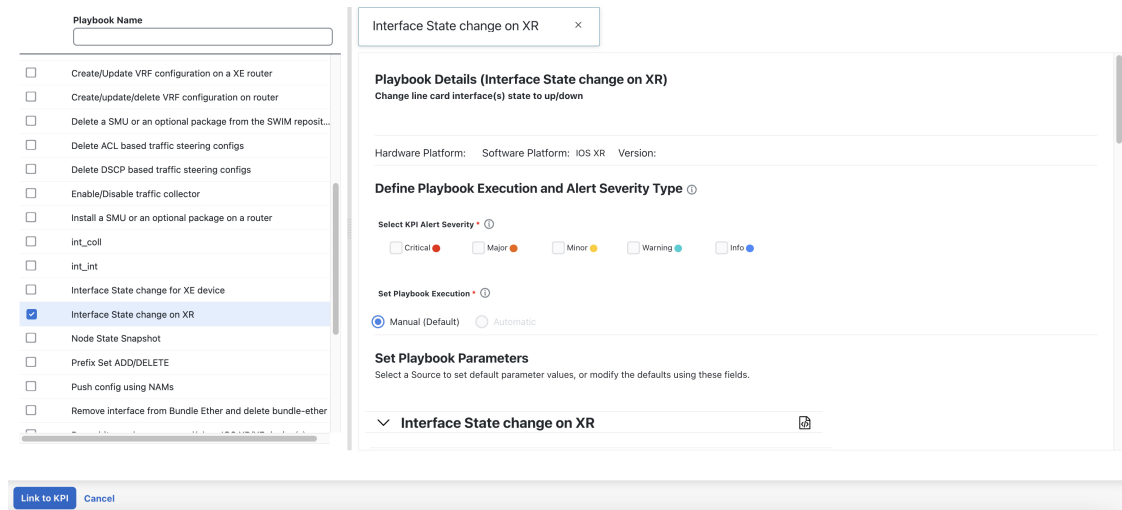 Playbook Name
Create/Update VRF configuration on a XE router
Create/update/delete VRF configuration on router
Delete a SMU or an optional package from the SWIM reposit...
Delete ACL based traffic steering configs
Delete DSCP based traffic steering configs
Enable/Disable traffic collector
Install a SMU or an optional package on a router
int_coll
int_int
Interface State change for XE device
Interface State change on XR
Node State Snapshot
Prefix Set ADD/DELETE
Push config using NAMs
Remove interface from Bundle Ether and delete bundle-ether
Interface State change on XR ×
Playbook Details (Interface State change on XR)
Change line card interface(s) state to up/down
Hardware Platform: Software Platform: IOS XR Version:
Define Playbook Execution and Alert Severity Type
Select KPI Alert Severity *
Critical Major Minor Warning Info
Set Playbook Execution *
Manual (Default) Automatic
Set Playbook Parameters
Select a Source to set default parameter values, or modify the defaults using these fields.
Interface State change on XR
Link to KPI Cancel